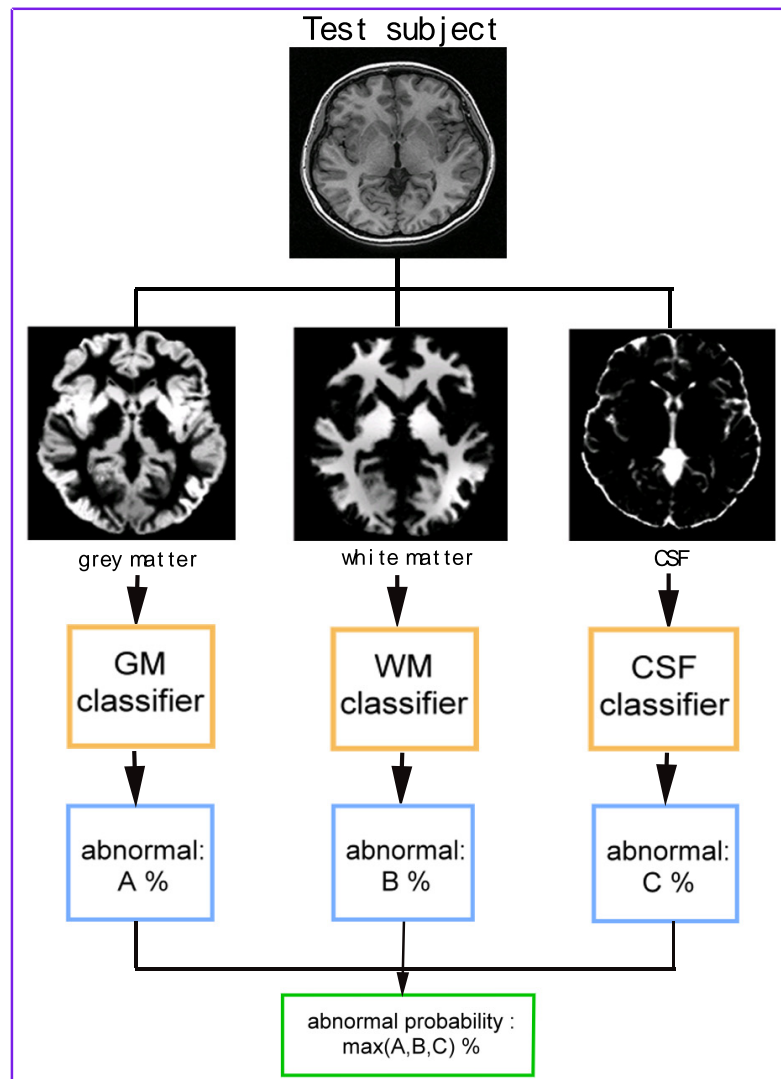 Test subject
grey matter
white matter
CSF
GM
classifier
WM
classifier
CSF
classifier
abnormal:
A %
abnormal:
B %
abnormal:
C %
abnormal probability :
max(A,B,C) %